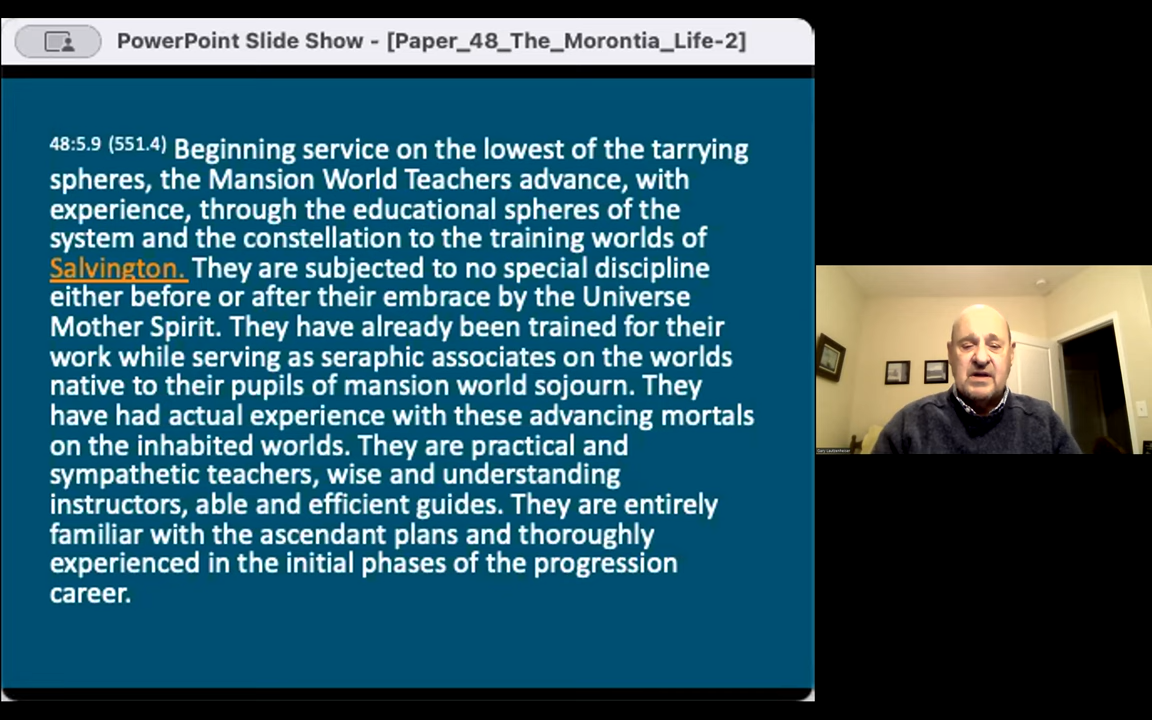 PowerPoint Slide Show - [Paper_48_The_Morontia_Life-2]
48:5.9 (551.4) Beginning service on the lowest of the tarrying
spheres, the Mansion World Teachers advance, with
experience, through the educational spheres of the
system and the constellation to the training worlds of
Salvington. They are subjected to no special discipline
either before or after their embrace by the Universe
Mother Spirit. They have already been trained for their
work while serving as seraphic associates on the worlds
native to their pupils of mansion world sojourn. They
have had actual experience with these advancing mortals
on the inhabited worlds. They are practical and
sympathetic teachers, wise and understanding
instructors, able and efficient guides. They are entirely
familiar with the ascendant plans and thoroughly
experienced in the initial phases of the progression
career.